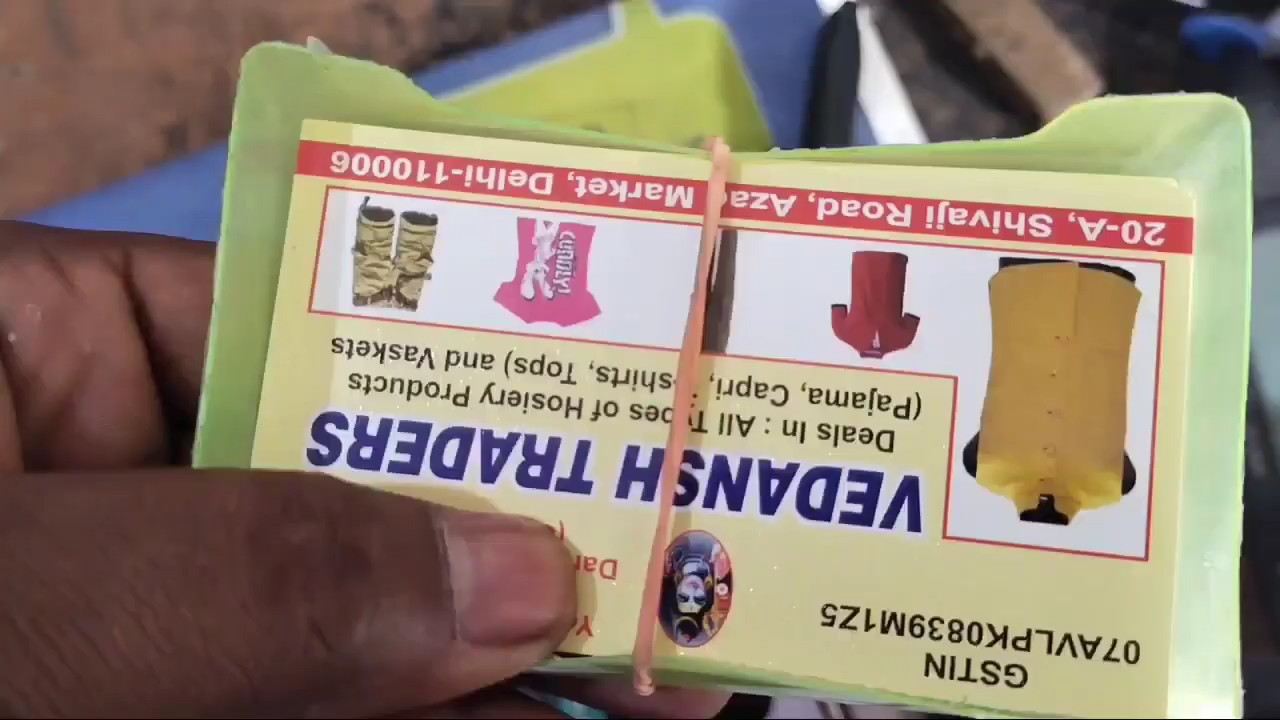 GSTIN
07AVLPK0839M1Z5
VEDANSH TRADERS
Deals In : All Types of Hosiery Products
(Pajama, Capri, T-shirts, Tops) and Vaskets
20-A, Shivaji Road, Azad Market, Delhi-110006